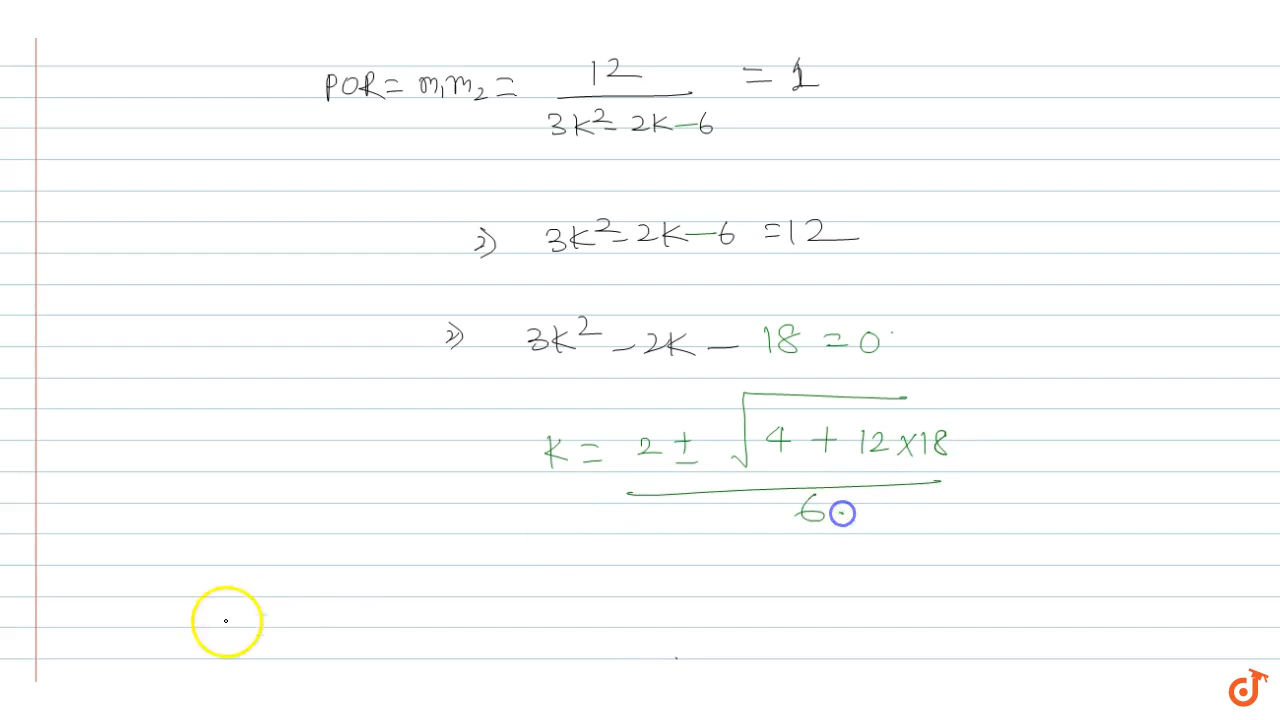 POR = m₁m₂ = 12 / (3k² - 2k - 6) = 1
⇒ 3k² - 2k - 6 = 12
⇒ 3k² - 2k - 18 = 0
k = (2 ± √(4 + 12×18)) / 6